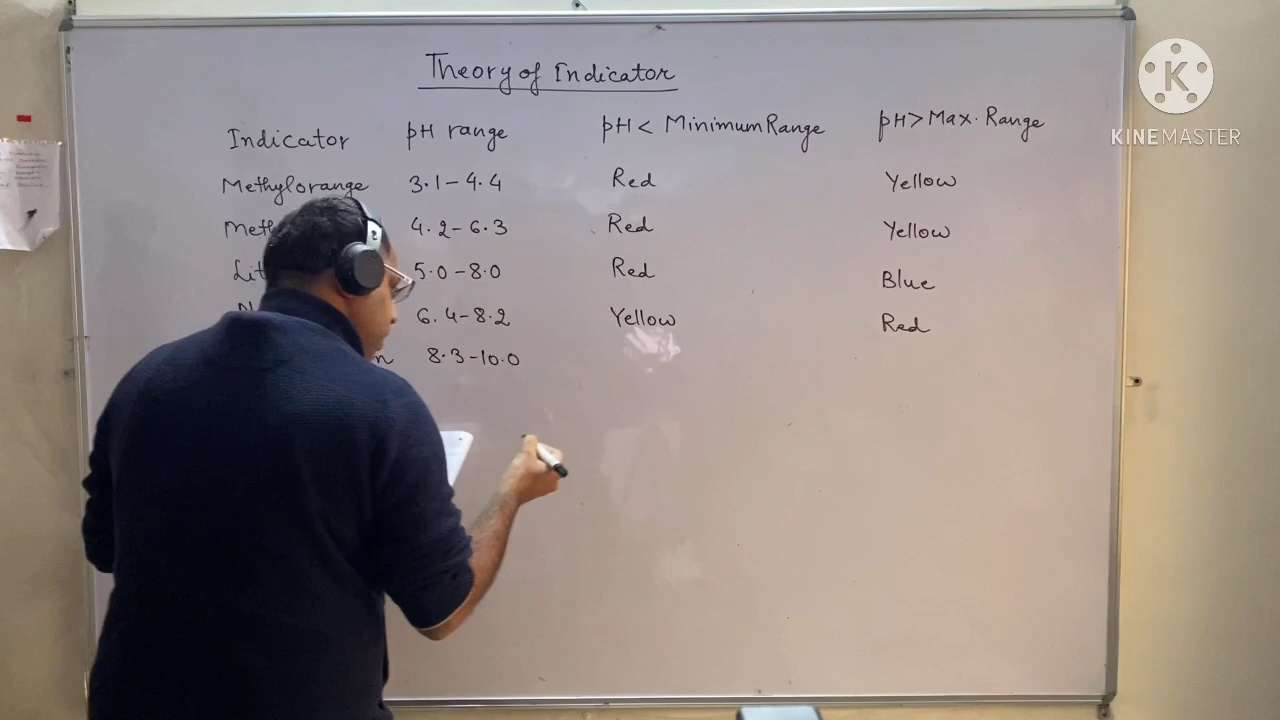 Theory of Indicator
Indicator pH range pH < Minimum Range pH > Max. Range
Methylorange 3.1-4.4 Red Yellow
4.2-6.3 Red Yellow
5.0-8.0 Red Blue
6.4-8.2 Yellow Red
8.3-10.0
KINEMASTER